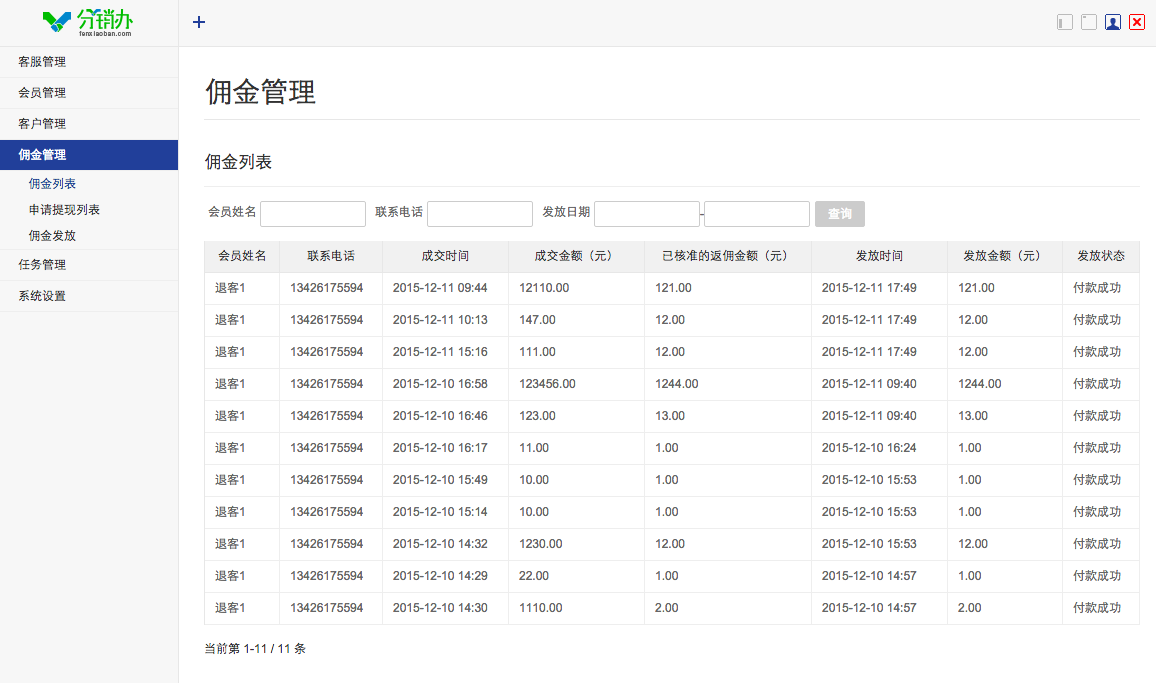 分销办
fenxiaoban.com
+
客服管理
会员管理
客户管理
佣金管理
佣金列表
申请提现列表
佣金发放
任务管理
系统设置
佣金管理
佣金列表
会员姓名 联系电话 发放日期 - 查询
会员姓名 联系电话 成交时间 成交金额（元） 已核准的返佣金额（元） 发放时间 发放金额（元） 发放状态
退客1 13426175594 2015-12-11 09:44 12110.00 121.00 2015-12-11 17:49 121.00 付款成功
退客1 13426175594 2015-12-11 10:13 147.00 12.00 2015-12-11 17:49 12.00 付款成功
退客1 13426175594 2015-12-11 15:16 111.00 12.00 2015-12-11 17:49 12.00 付款成功
退客1 13426175594 2015-12-10 16:58 123456.00 1244.00 2015-12-11 09:40 1244.00 付款成功
退客1 13426175594 2015-12-10 16:46 123.00 13.00 2015-12-11 09:40 13.00 付款成功
退客1 13426175594 2015-12-10 16:17 11.00 1.00 2015-12-10 16:24 1.00 付款成功
退客1 13426175594 2015-12-10 15:49 10.00 1.00 2015-12-10 15:53 1.00 付款成功
退客1 13426175594 2015-12-10 15:14 10.00 1.00 2015-12-10 15:53 1.00 付款成功
退客1 13426175594 2015-12-10 14:32 1230.00 12.00 2015-12-10 15:53 12.00 付款成功
退客1 13426175594 2015-12-10 14:29 22.00 1.00 2015-12-10 14:57 1.00 付款成功
退客1 13426175594 2015-12-10 14:30 1110.00 2.00 2015-12-10 14:57 2.00 付款成功
当前第 1-11 / 11 条